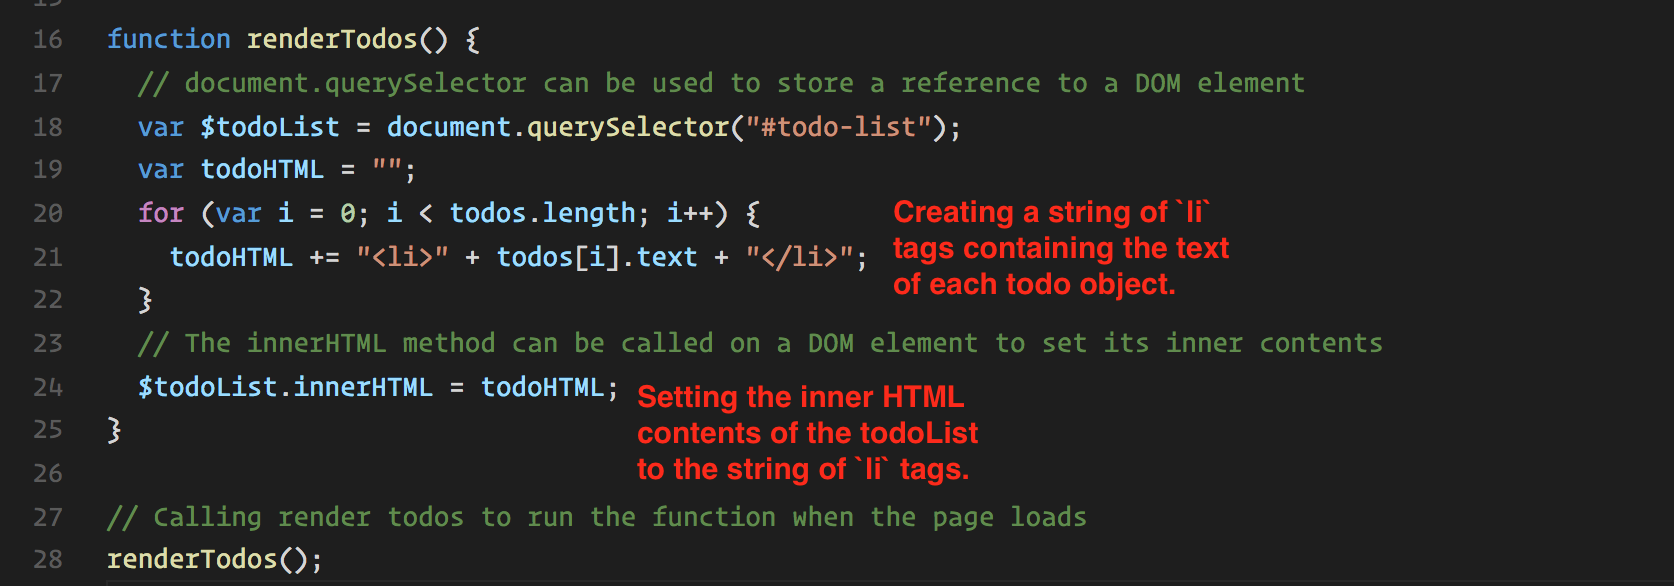 15
16 function renderTodos() {
17 // document.querySelector can be used to store a reference to a DOM element
18 var $todoList = document.querySelector("#todo-list");
19 var todoHTML = "";
20 for (var i = 0; i < todos.length; i++) {
21 todoHTML += "<li>" + todos[i].text + "</li>";
Creating a string of `li`
tags containing the text
of each todo object.
22 }
23 // The innerHTML method can be called on a DOM element to set its inner contents
24 $todoList.innerHTML = todoHTML;
Setting the inner HTML
contents of the todoList
to the string of `li` tags.
25 }
26
27 // Calling render todos to run the function when the page loads
28 renderTodos();